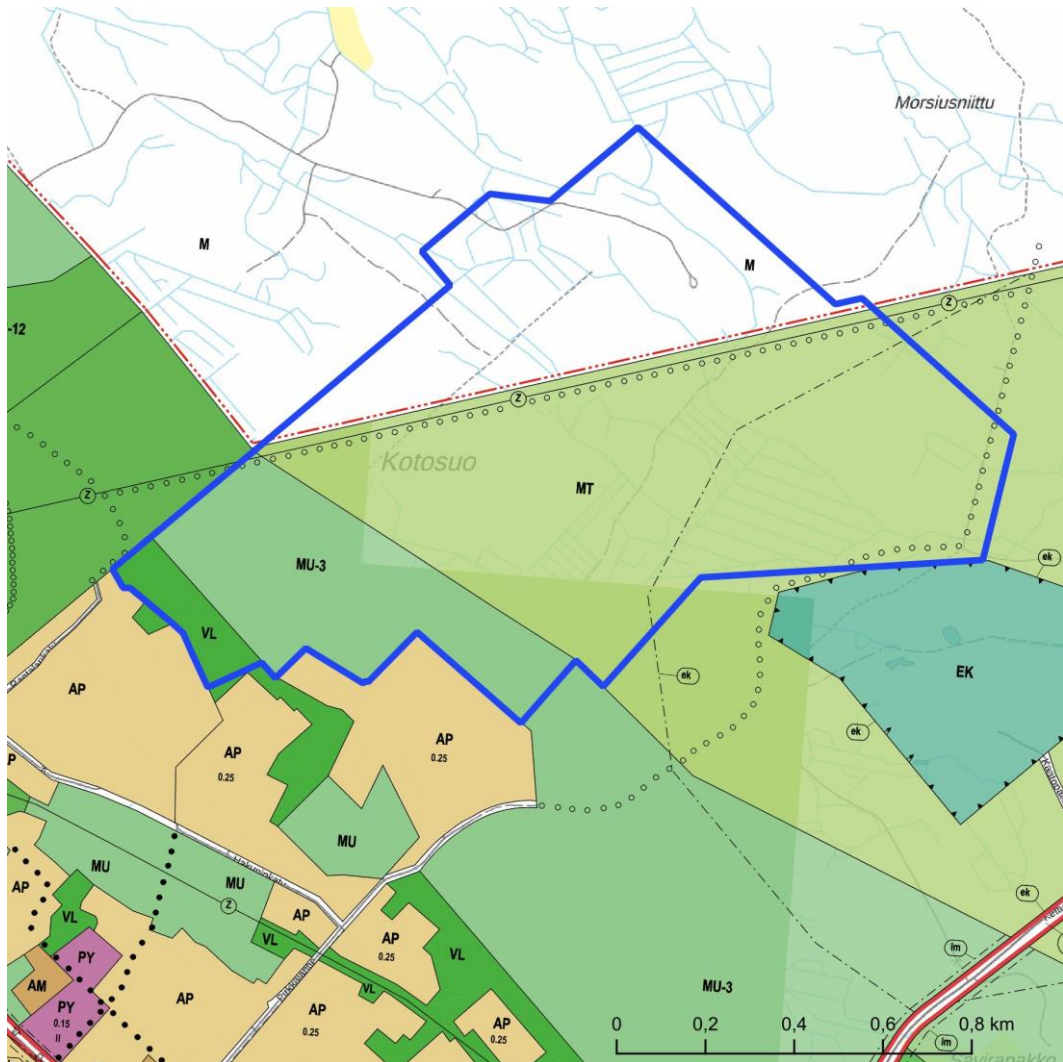 Morsiusniittu
M
M
-12
Z
Z
Kotosuo
MT
Z
MU-3
ek
ek
VL
AP
ek
EK
ek
AP
0.25
AP
0.25
P
MU
MU
MU
AP
Z
AP
VL
VL
AP
0.25
VL
PY
AM
AP
VL
MU-3
PY
0.15
II
AP
0.25
AP
0.25
ek
lm
lm
0 0,2 0,4 0,6 0,8 km
Savirapakko